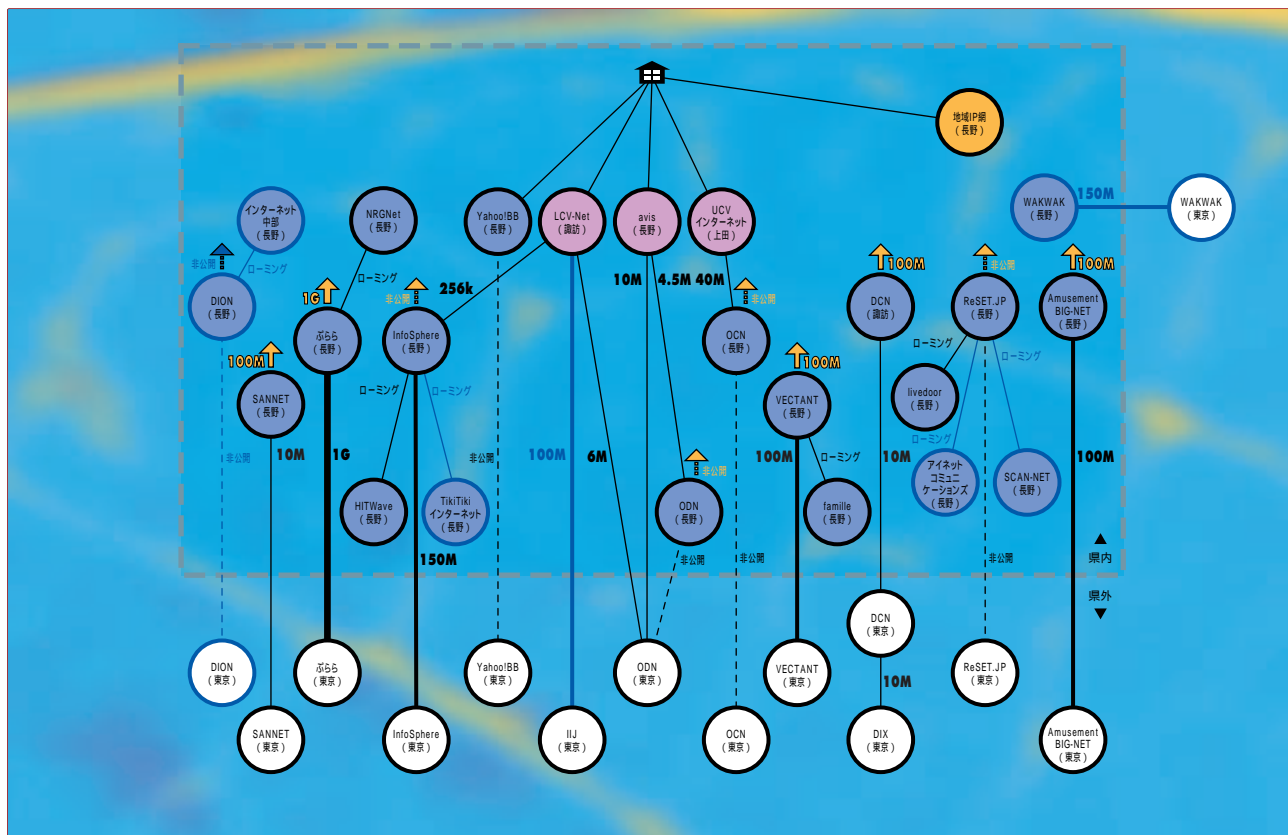 地域IP網
(長野)
インターネット
中部
(長野)
NRGNet
(長野)
Yahoo!BB
(長野)
LCV-Net
(諏訪)
avis
(長野)
UCV
インターネット
(上田)
WAKWAK
(長野)
150M
WAKWAK
(東京)
非公開
ローミング
ローミング
10M
4.5M
40M
100M
非公開
100M
DION
(長野)
1G
非公開
256k
非公開
DCN
(諏訪)
ReSET.JP
(長野)
Amusement
BIG-NET
(長野)
ぷらら
(長野)
InfoSphere
(長野)
OCN
(長野)
ローミング
100M
100M
SANNET
(長野)
ローミング
ローミング
VECTANT
(長野)
livedoor
(長野)
ローミング
非公開
10M
1G
非公開
100M
6M
非公開
100M
ローミング
10M
100M
HITWave
(長野)
TikiTiki
インターネット
(長野)
ODN
(長野)
famille
(長野)
アイネット
コミュニ
ケーションズ
(長野)
SCAN-NET
(長野)
150M
非公開
非公開
非公開
▲
県内
県外
▼
DCN
(東京)
DION
(東京)
ぷらら
(東京)
Yahoo!BB
(東京)
ODN
(東京)
VECTANT
(東京)
10M
ReSET.JP
(東京)
SANNET
(東京)
InfoSphere
(東京)
IIJ
(東京)
OCN
(東京)
DIX
(東京)
Amusement
BIG-NET
(東京)